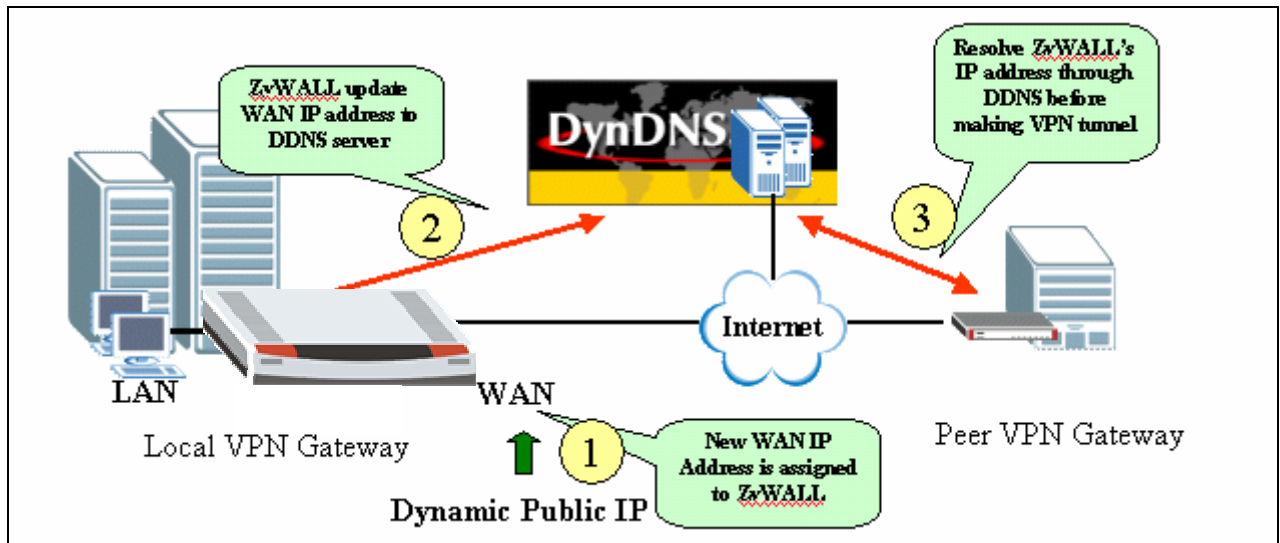 ZyWALL update
WAN IP address to
DDNS server
2
DynDNS
Resolve ZyWALL's
IP address through
DDNS before
making VPN tunnel
3
Internet
LAN
WAN
Local VPN Gateway
Peer VPN Gateway
1
New WAN IP
Address is assigned
to ZyWALL
Dynamic Public IP